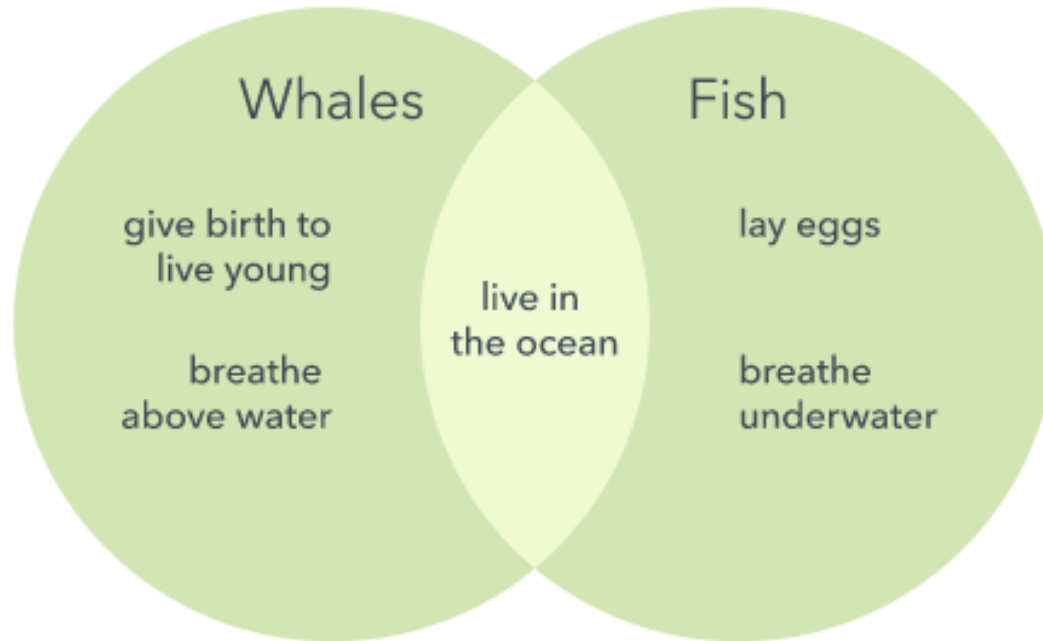 Whales
give birth to
live young
breathe
above water
live in
the ocean
Fish
lay eggs
breathe
underwater